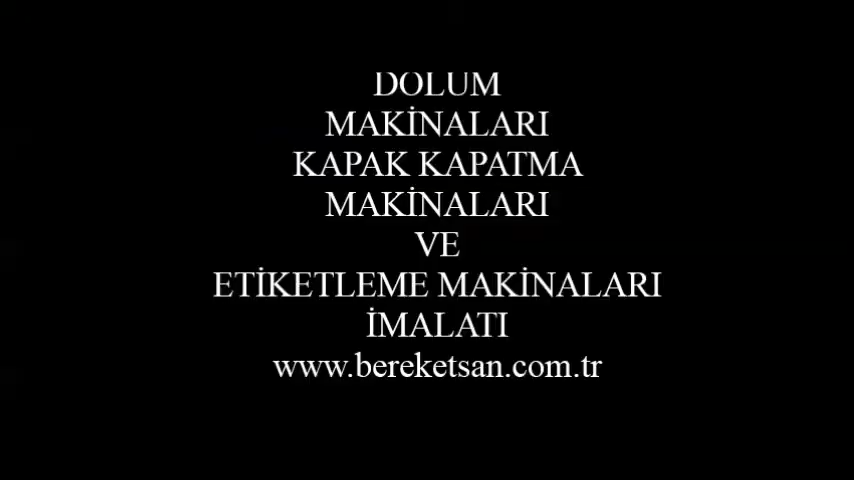 DOLUM
MAKİNALARI
KAPAK KAPATMA
MAKİNALARI
VE
ETİKETLEME MAKİNALARI
İMALATI
www.bereketsan.com.tr